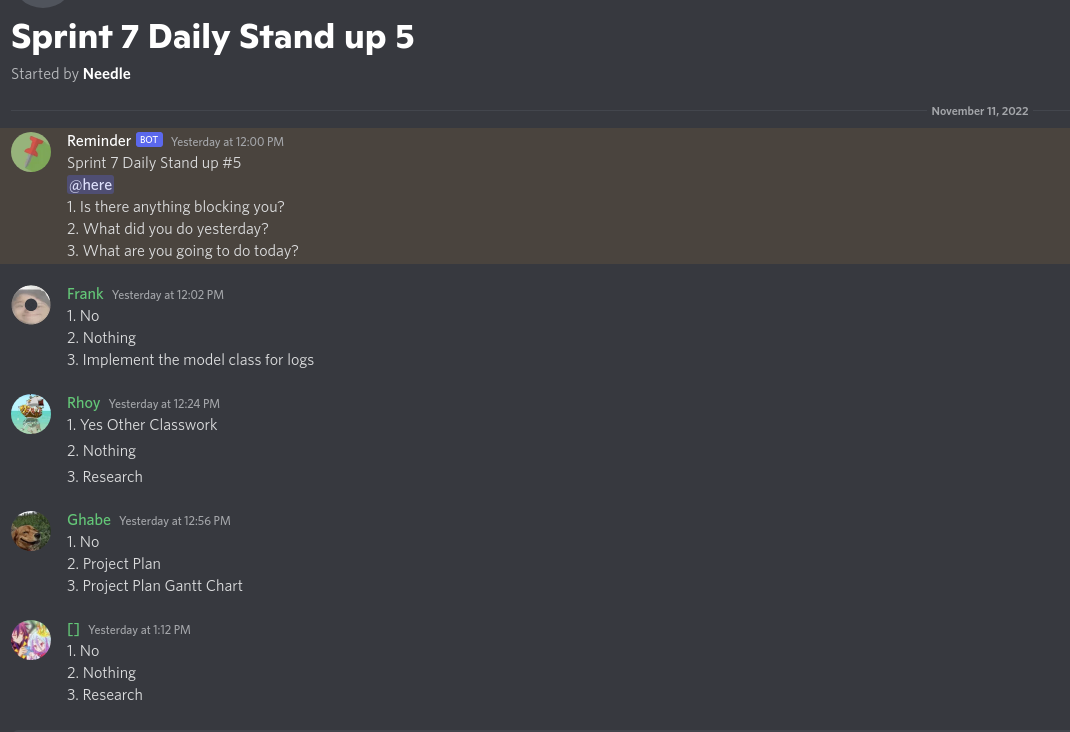 Sprint 7 Daily Stand up 5
Started by Needle
November 11, 2022
Reminder BOT Yesterday at 12:00 PM
Sprint 7 Daily Stand up #5
@here
1. Is there anything blocking you?
2. What did you do yesterday?
3. What are you going to do today?
Frank Yesterday at 12:02 PM
1. No
2. Nothing
3. Implement the model class for logs
Rhoy Yesterday at 12:24 PM
1. Yes Other Classwork
2. Nothing
3. Research
Ghabe Yesterday at 12:56 PM
1. No
2. Project Plan
3. Project Plan Gantt Chart
[] Yesterday at 1:12 PM
1. No
2. Nothing
3. Research